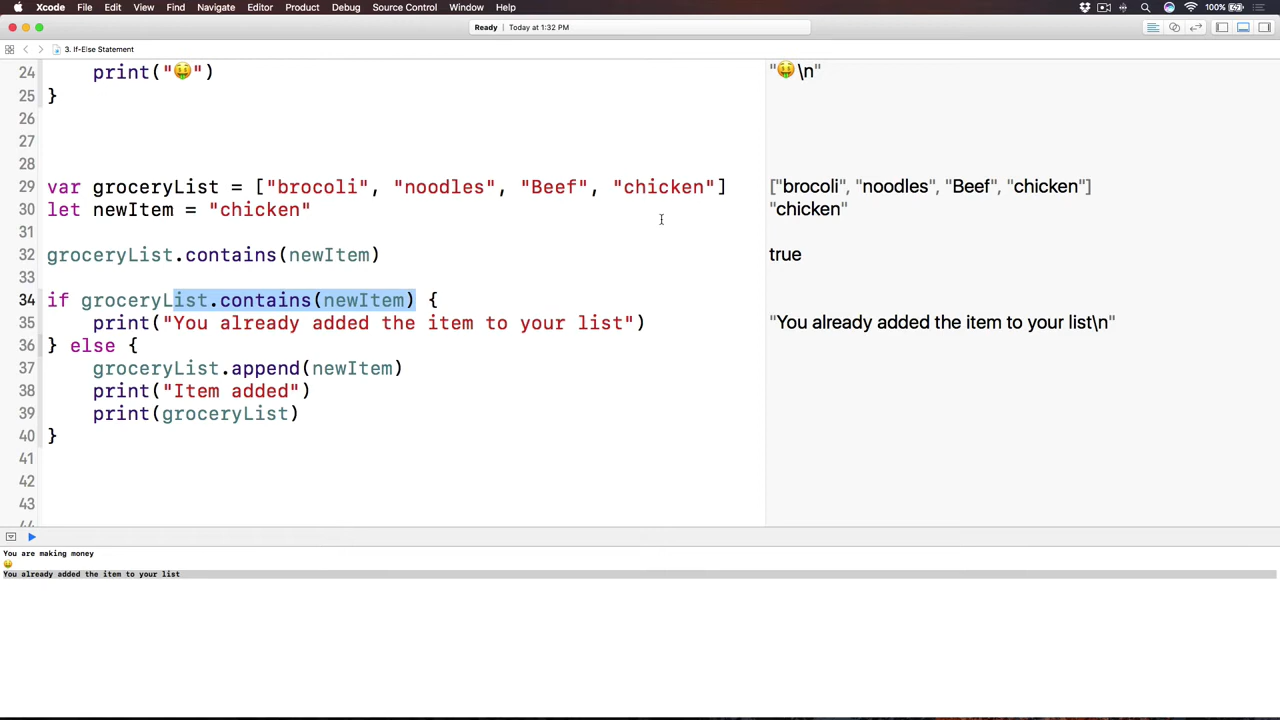 Xcode File Edit View Find Navigate Editor Product Debug Source Control Window Help 100%
Ready | Today at 1:32 PM
3. If-Else Statement
24 print("🤑") "🤑\n"
25 }
26
27
28
29 var groceryList = ["brocoli", "noodles", "Beef", "chicken"] ["brocoli", "noodles", "Beef", "chicken"]
30 let newItem = "chicken" "chicken"
31
32 groceryList.contains(newItem) true
33
34 if groceryList.contains(newItem) {
35 print("You already added the item to your list") "You already added the item to your list\n"
36 } else {
37 groceryList.append(newItem)
38 print("Item added")
39 print(groceryList)
40 }
41
42
43
44
You are making money
🤑
You already added the item to your list